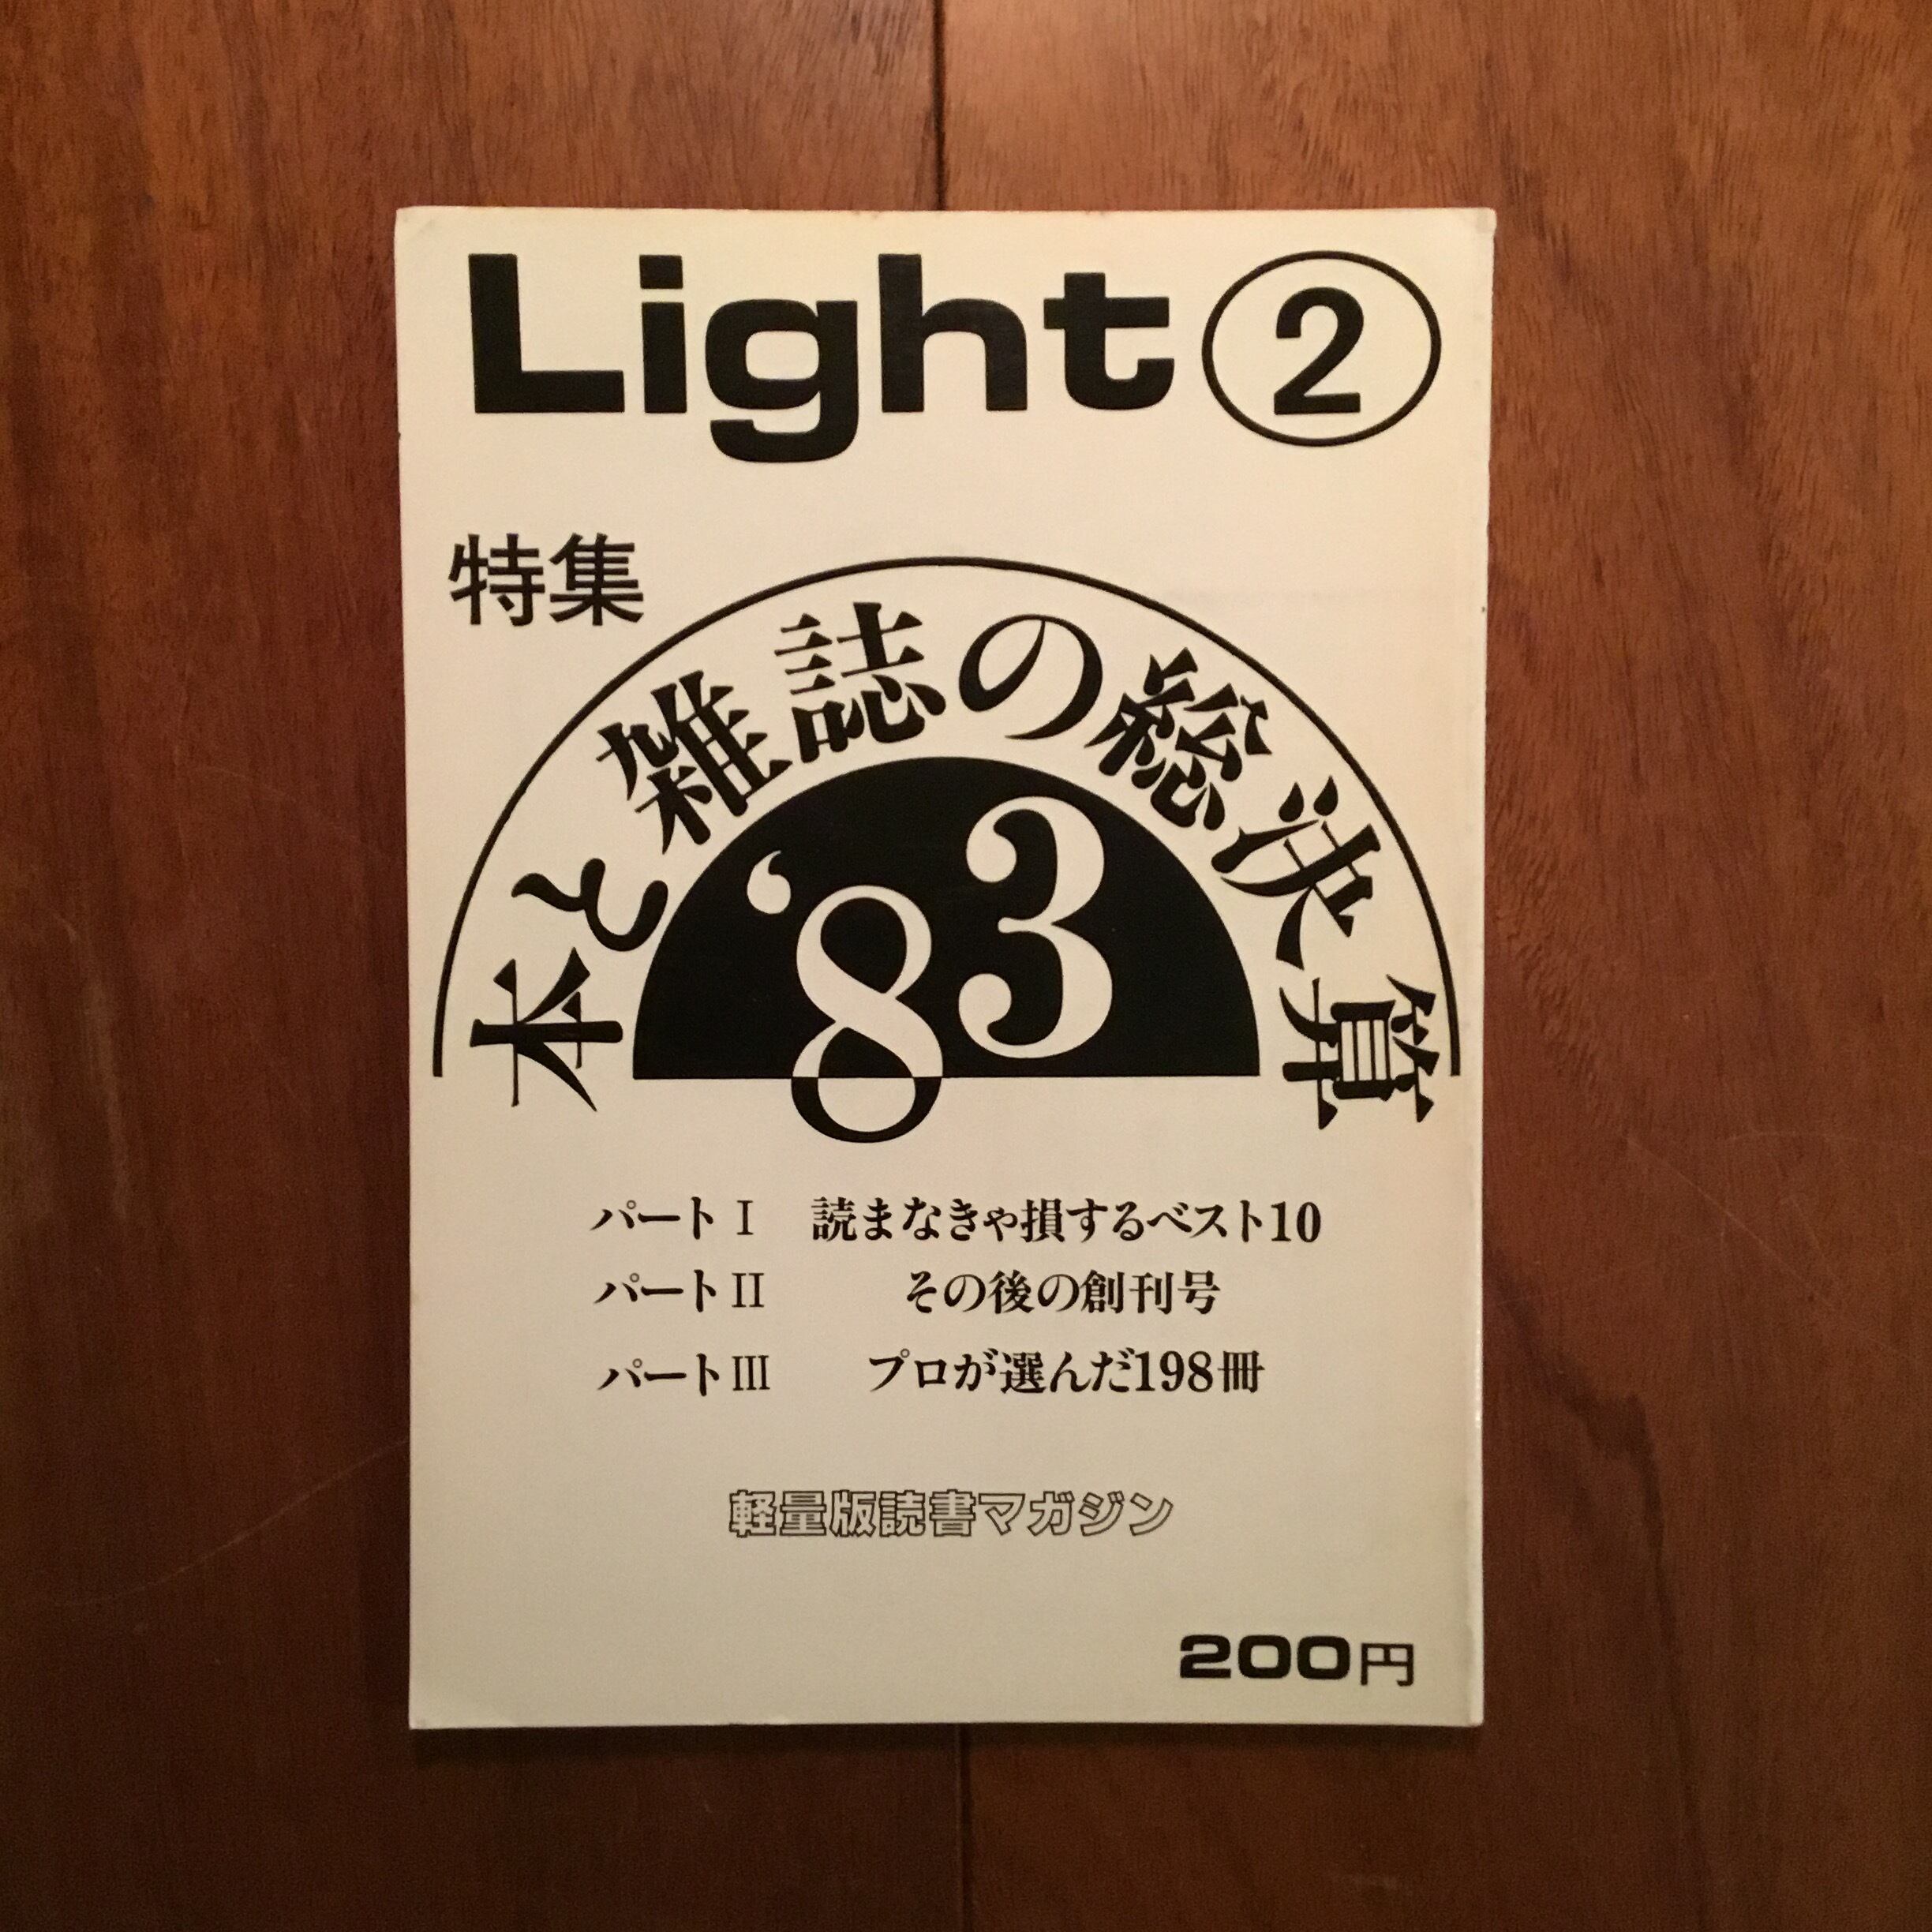 Light②
特集
本と雑誌の総決算
‘83
パートⅠ 読まなきゃ損するベスト10
パートⅡ その後の創刊号
パートⅢ プロが選んだ198冊
軽量版読書マガジン
200円